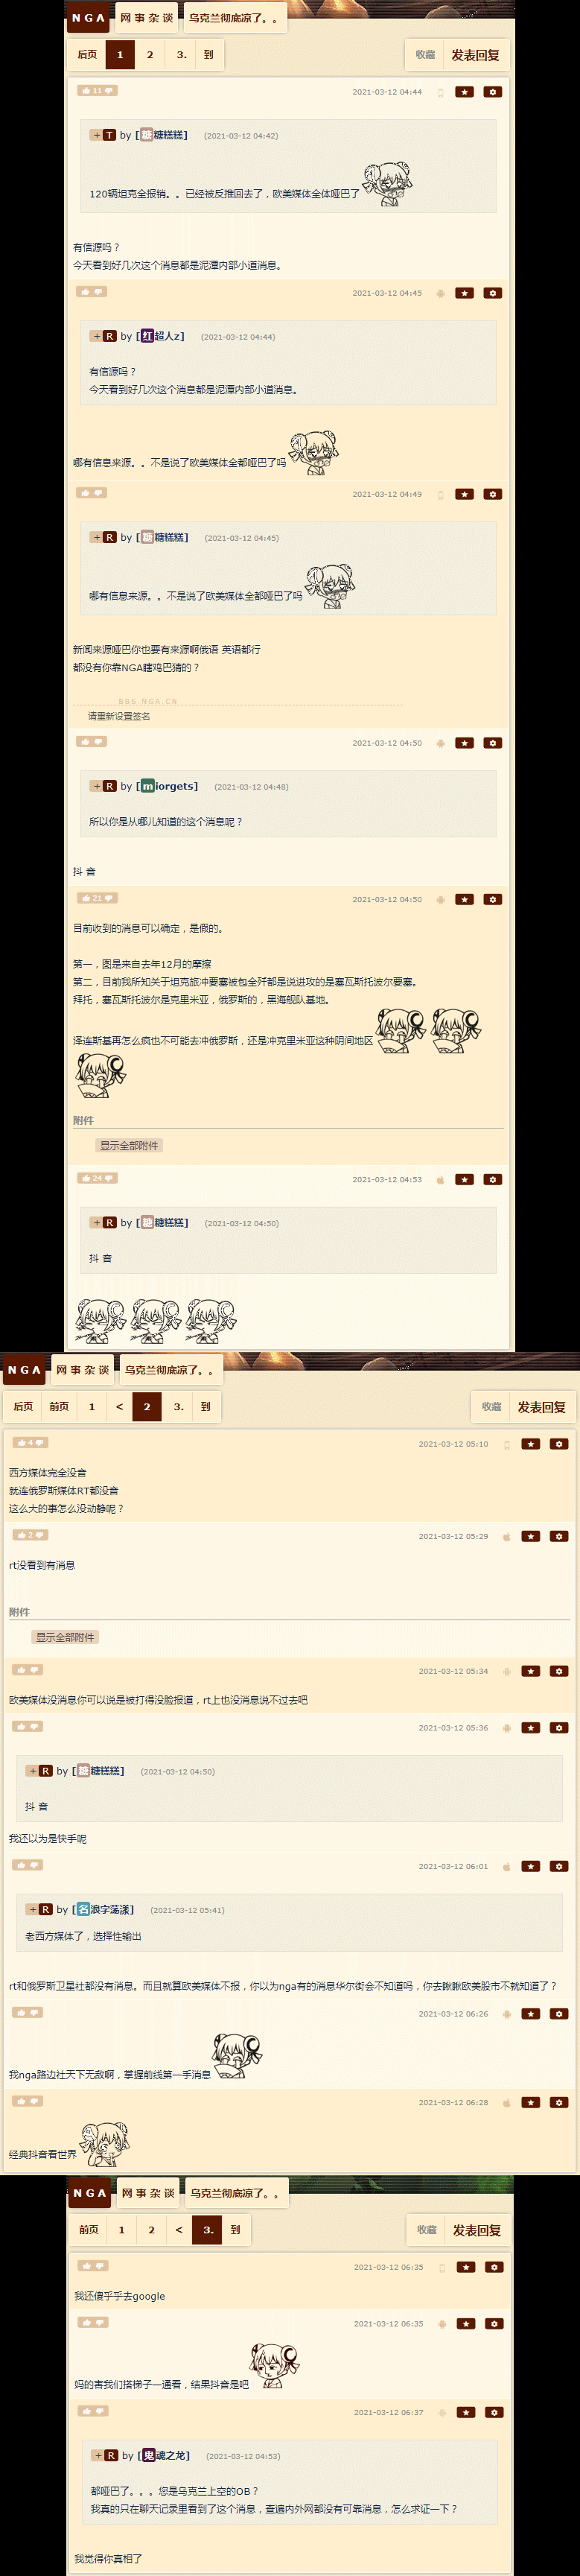 NGA 网事杂谈 乌克兰彻底凉了。。
后页 1 2 3. 到 收藏 发表回复
11 2021-03-12 04:44
+ T by [糖糕糕] (2021-03-12 04:42)
120辆坦克全报销。。已经被反推回去了，欧美媒体全体哑巴了
有信源吗？
今天看到好几次这个消息都是泥潭内部小道消息。
2021-03-12 04:45
+ R by [红超人z] (2021-03-12 04:44)
有信源吗？
今天看到好几次这个消息都是泥潭内部小道消息。
哪有信息来源。。不是说了欧美媒体全都哑巴了吗
2021-03-12 04:49
+ R by [糖糕糕] (2021-03-12 04:45)
哪有信息来源。。不是说了欧美媒体全都哑巴了吗
新闻来源哑巴你也要有来源啊俄语 英语都行
都没有你靠NGA瞎鸡巴猜的？
BBS.NGA.CN
请重新设置签名
2021-03-12 04:50
+ R by [miorgets] (2021-03-12 04:48)
所以你是从哪儿知道的这个消息呢？
抖 音
21 2021-03-12 04:50
目前收到的消息可以确定，是假的。
第一，图是来自去年12月的摩擦
第二，目前我所知关于坦克旅冲要塞被包全歼都是说进攻的是塞瓦斯托波尔要塞。
拜托，塞瓦斯托波尔是克里米亚，俄罗斯的，黑海舰队基地。
泽连斯基再怎么疯也不可能去冲俄罗斯，还是冲克里米亚这种阴间地区
附件
显示全部附件
24 2021-03-12 04:53
+ R by [糖糕糕] (2021-03-12 04:50)
抖 音
NGA 网事杂谈 乌克兰彻底凉了。。
后页 前页 1 < 2 3. 到 收藏 发表回复
4 2021-03-12 05:10
西方媒体完全没音
就连俄罗斯媒体RT都没音
这么大的事怎么没动静呢？
2 2021-03-12 05:29
rt没看到有消息
附件
显示全部附件
2021-03-12 05:34
欧美媒体没消息你可以说是被打得没脸报道，rt上也没消息说不过去吧
2021-03-12 05:36
+ R by [糖糕糕] (2021-03-12 04:50)
抖 音
我还以为是快手呢
2021-03-12 06:01
+ R by [名浪字荡漾] (2021-03-12 05:41)
老西方媒体了，选择性输出
rt和俄罗斯卫星社都没有消息。而且就算欧美媒体不报，你以为nga有的消息华尔街会不知道吗，你去瞅瞅欧美股市不就知道了？
2021-03-12 06:26
我nga路边社天下无敌啊，掌握前线第一手消息
2021-03-12 06:28
经典抖音看世界
NGA 网事杂谈 乌克兰彻底凉了。。
前页 1 2 < 3. 到 收藏 发表回复
2021-03-12 06:35
我还傻乎乎去google
2021-03-12 06:35
妈的害我们搭梯子一通看，结果抖音是吧
2021-03-12 06:37
+ R by [鬼魂之龙] (2021-03-12 04:53)
都哑巴了。。。您是乌克兰上空的OB？
我真的只在聊天记录里看到了这个消息，查遍内外网都没有可靠消息，怎么求证一下？
我觉得你真相了